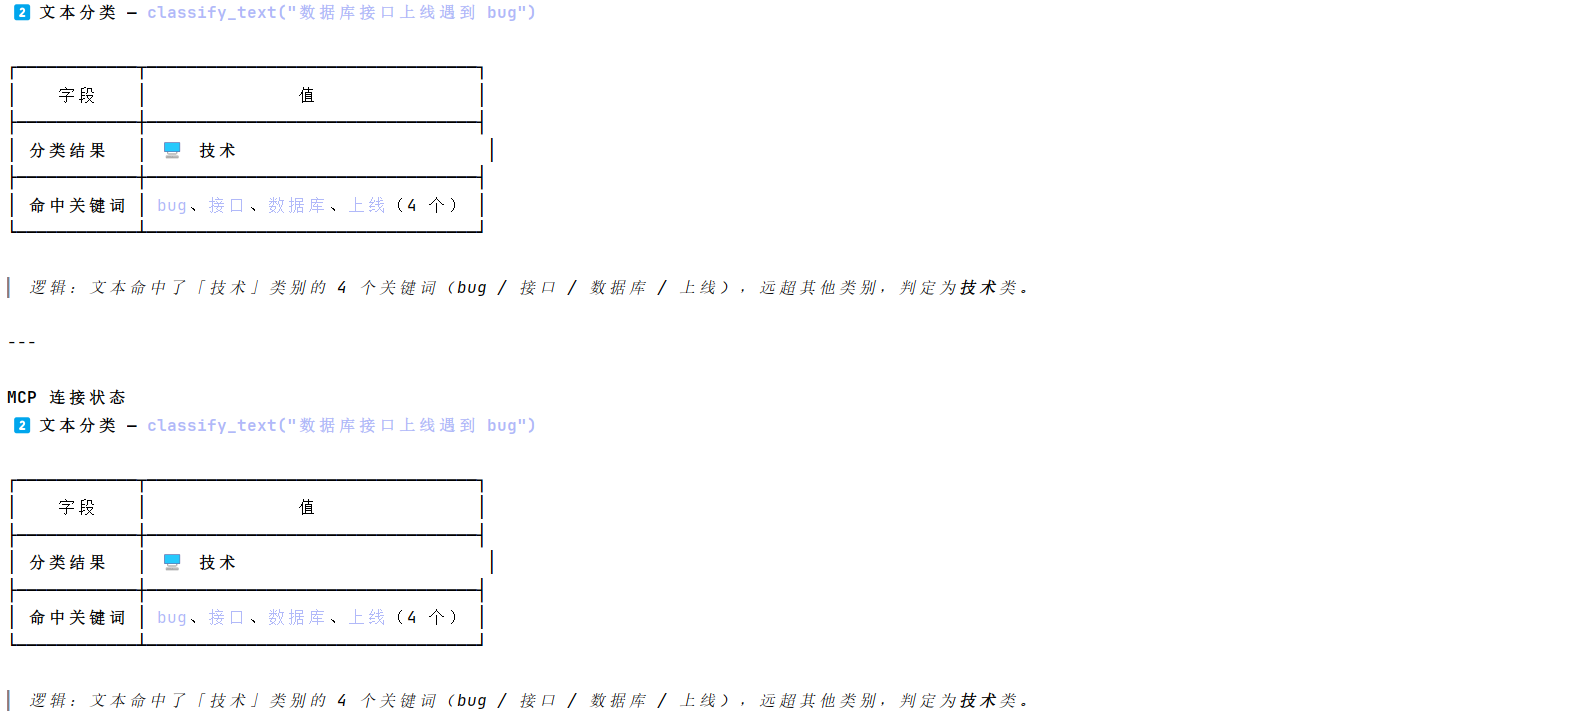 2 文本分类 — classify_text("数据库接口上线遇到 bug")
字段 值
分类结果 🖥️ 技术
命中关键词 bug、接口、数据库、上线（4 个）
逻辑：文本命中了「技术」类别的 4 个关键词（bug / 接口 / 数据库 / 上线），远超其他类别，判定为技术类。
---
MCP 连接状态
2 文本分类 — classify_text("数据库接口上线遇到 bug")
字段 值
分类结果 🖥️ 技术
命中关键词 bug、接口、数据库、上线（4 个）
逻辑：文本命中了「技术」类别的 4 个关键词（bug / 接口 / 数据库 / 上线），远超其他类别，判定为技术类。